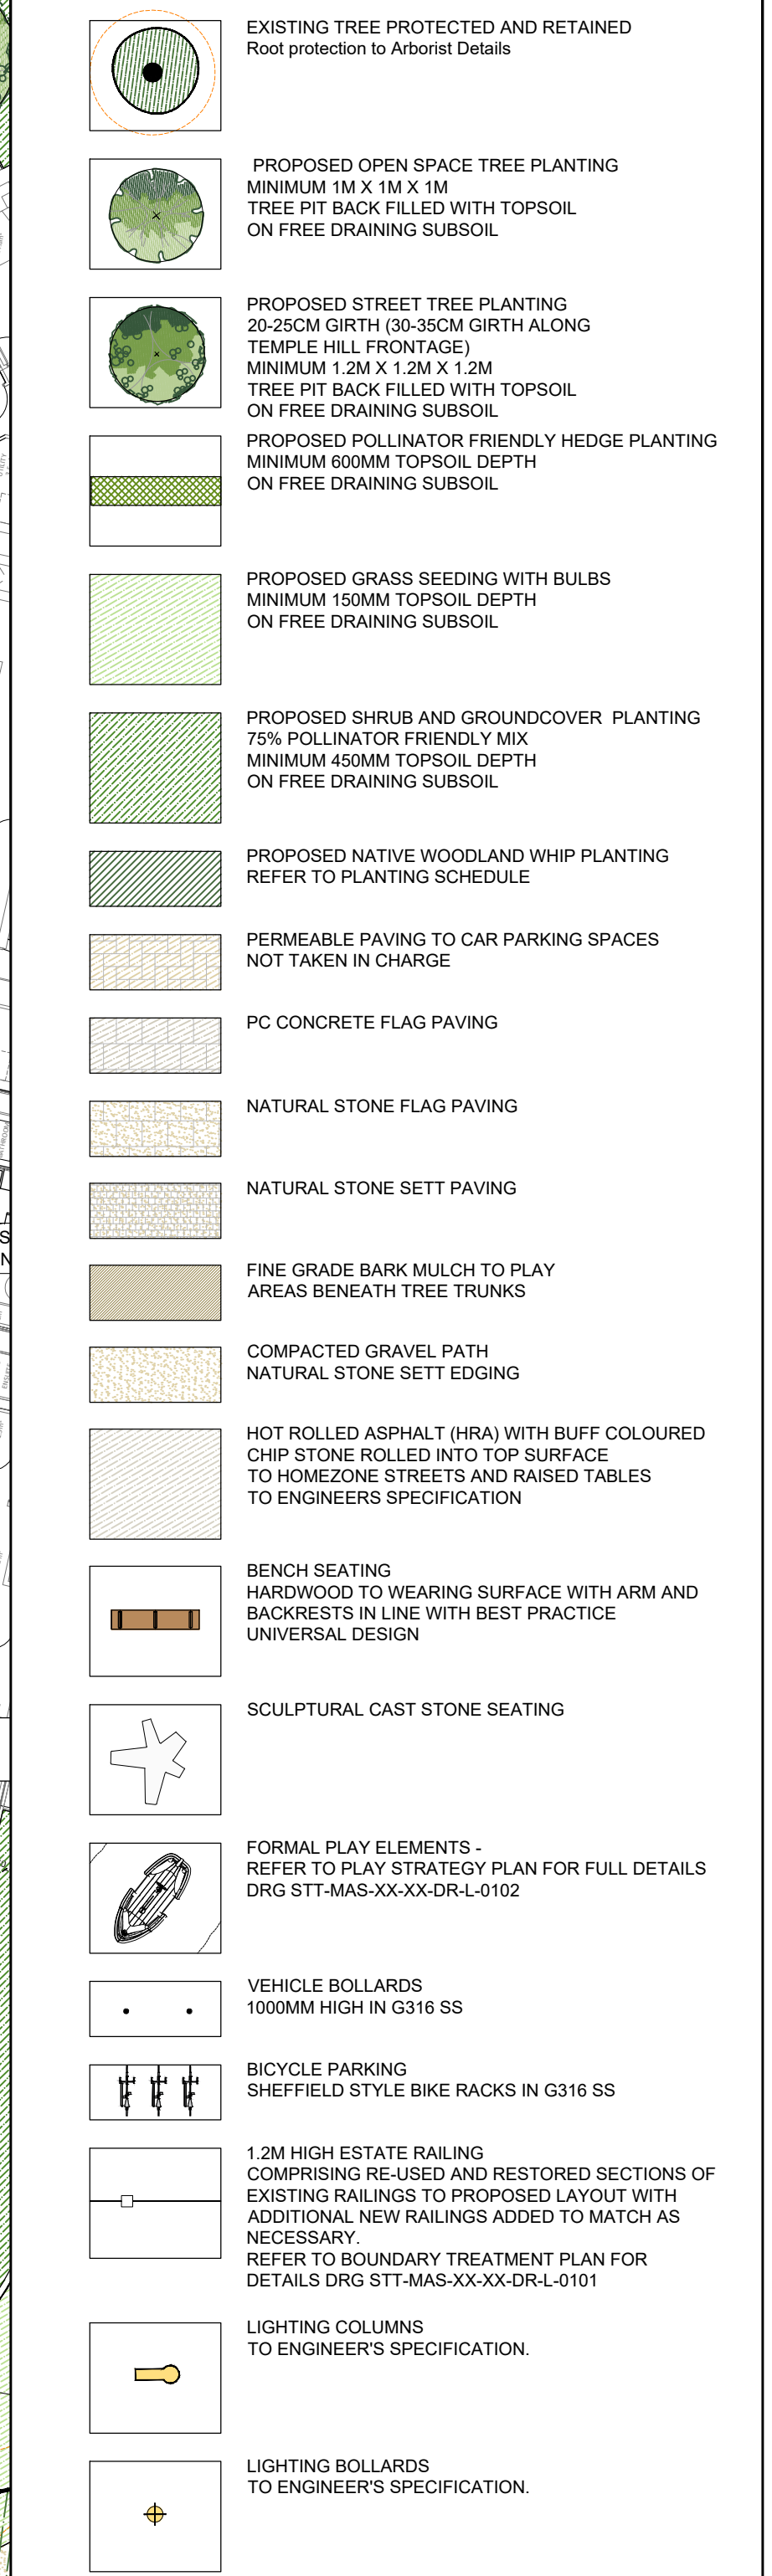 EXISTING TREE PROTECTED AND RETAINED
Root protection to Arborist Details
PROPOSED OPEN SPACE TREE PLANTING
MINIMUM 1M X 1M X 1M
TREE PIT BACK FILLED WITH TOPSOIL
ON FREE DRAINING SUBSOIL
PROPOSED STREET TREE PLANTING
20-25CM GIRTH (30-35CM GIRTH ALONG
TEMPLE HILL FRONTAGE)
MINIMUM 1.2M X 1.2M X 1.2M
TREE PIT BACK FILLED WITH TOPSOIL
ON FREE DRAINING SUBSOIL
PROPOSED POLLINATOR FRIENDLY HEDGE PLANTING
MINIMUM 600MM TOPSOIL DEPTH
ON FREE DRAINING SUBSOIL
PROPOSED GRASS SEEDING WITH BULBS
MINIMUM 150MM TOPSOIL DEPTH
ON FREE DRAINING SUBSOIL
PROPOSED SHRUB AND GROUNDCOVER PLANTING
75% POLLINATOR FRIENDLY MIX
MINIMUM 450MM TOPSOIL DEPTH
ON FREE DRAINING SUBSOIL
PROPOSED NATIVE WOODLAND WHIP PLANTING
REFER TO PLANTING SCHEDULE
PERMEABLE PAVING TO CAR PARKING SPACES
NOT TAKEN IN CHARGE
PC CONCRETE FLAG PAVING
NATURAL STONE FLAG PAVING
NATURAL STONE SETT PAVING
FINE GRADE BARK MULCH TO PLAY
AREAS BENEATH TREE TRUNKS
COMPACTED GRAVEL PATH
NATURAL STONE SETT EDGING
HOT ROLLED ASPHALT (HRA) WITH BUFF COLOURED
CHIP STONE ROLLED INTO TOP SURFACE
TO HOMEZONE STREETS AND RAISED TABLES
TO ENGINEERS SPECIFICATION
BENCH SEATING
HARDWOOD TO WEARING SURFACE WITH ARM AND
BACKRESTS IN LINE WITH BEST PRACTICE
UNIVERSAL DESIGN
SCULPTURAL CAST STONE SEATING
FORMAL PLAY ELEMENTS -
REFER TO PLAY STRATEGY PLAN FOR FULL DETAILS
DRG STT-MAS-XX-XX-DR-L-0102
VEHICLE BOLLARDS
1000MM HIGH IN G316 SS
BICYCLE PARKING
SHEFFIELD STYLE BIKE RACKS IN G316 SS
1.2M HIGH ESTATE RAILING
COMPRISING RE-USED AND RESTORED SECTIONS OF
EXISTING RAILINGS TO PROPOSED LAYOUT WITH
ADDITIONAL NEW RAILINGS ADDED TO MATCH AS
NECESSARY.
REFER TO BOUNDARY TREATMENT PLAN FOR
DETAILS DRG STT-MAS-XX-XX-DR-L-0101
LIGHTING COLUMNS
TO ENGINEER'S SPECIFICATION.
LIGHTING BOLLARDS
TO ENGINEER'S SPECIFICATION.